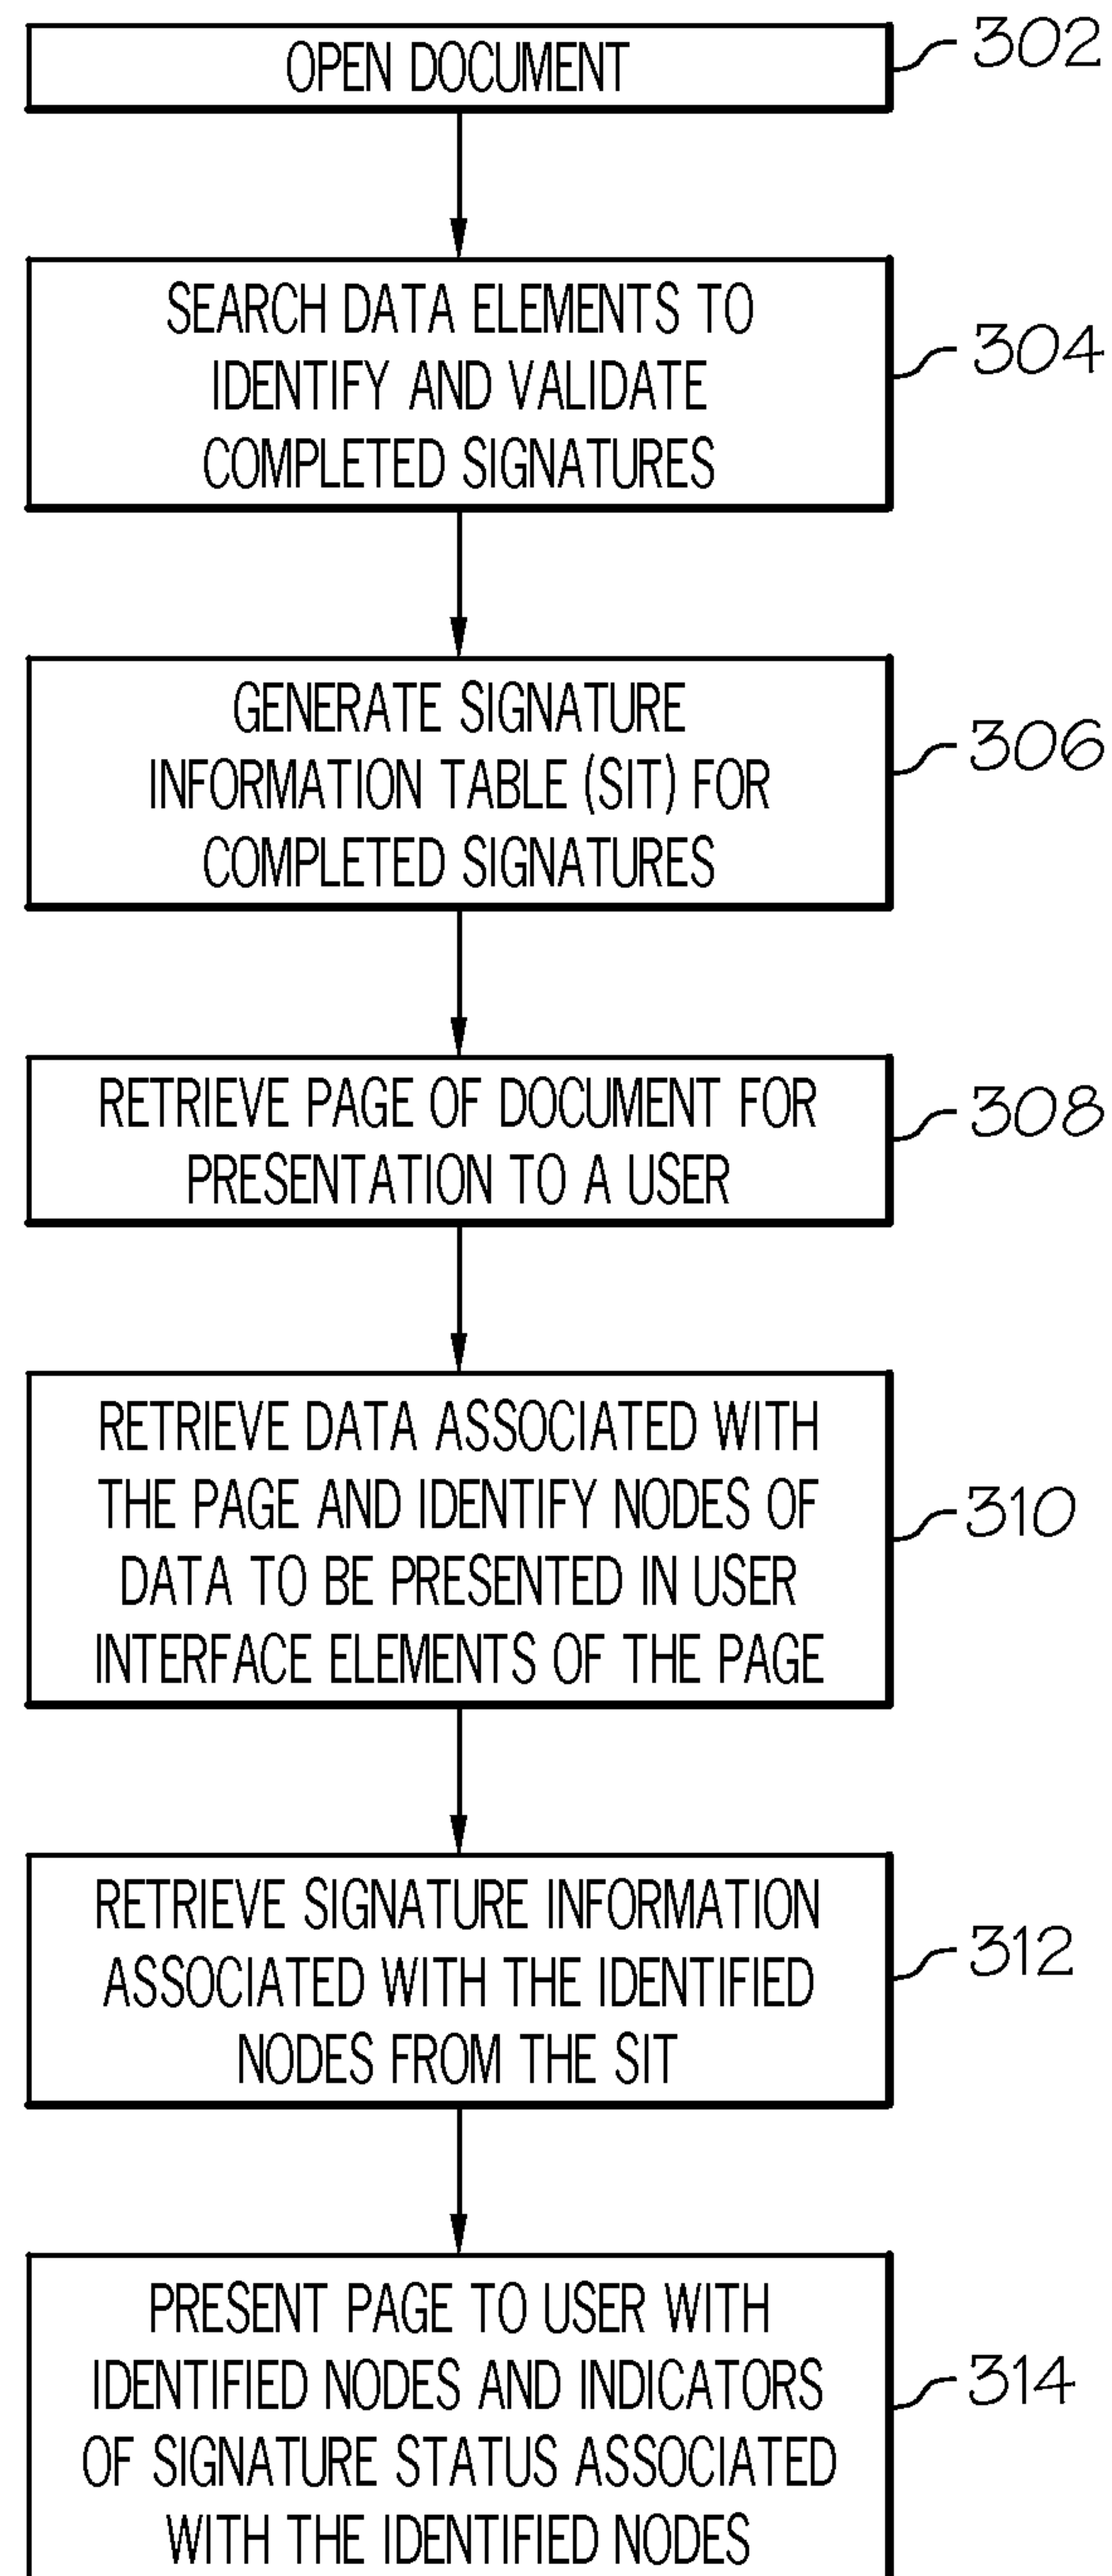 OPEN DOCUMENT
302
SEARCH DATA ELEMENTS TO
IDENTIFY AND VALIDATE
COMPLETED SIGNATURES
304
GENERATE SIGNATURE
INFORMATION TABLE (SIT) FOR
COMPLETED SIGNATURES
306
RETRIEVE PAGE OF DOCUMENT FOR
PRESENTATION TO A USER
308
RETRIEVE DATA ASSOCIATED WITH
THE PAGE AND IDENTIFY NODES OF
DATA TO BE PRESENTED IN USER
INTERFACE ELEMENTS OF THE PAGE
310
RETRIEVE SIGNATURE INFORMATION
ASSOCIATED WITH THE IDENTIFIED
NODES FROM THE SIT
312
PRESENT PAGE TO USER WITH
IDENTIFIED NODES AND INDICATORS
OF SIGNATURE STATUS ASSOCIATED
WITH THE IDENTIFIED NODES
314